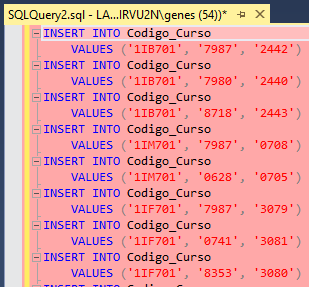 SQLQuery2.sql - LA...IRVU2N\genes (54))*
INSERT INTO Codigo_Curso
VALUES ('1IB701', '7987', '2442')
INSERT INTO Codigo_Curso
VALUES ('1IB701', '7980', '2440')
INSERT INTO Codigo_Curso
VALUES ('1IB701', '8718', '2443')
INSERT INTO Codigo_Curso
VALUES ('1IM701', '7987', '0708')
INSERT INTO Codigo_Curso
VALUES ('1IM701', '0628', '0705')
INSERT INTO Codigo_Curso
VALUES ('1IF701', '7987', '3079')
INSERT INTO Codigo_Curso
VALUES ('1IF701', '0741', '3081')
INSERT INTO Codigo_Curso
VALUES ('1IF701', '8353', '3080')
INSERT INTO Codigo_Curso